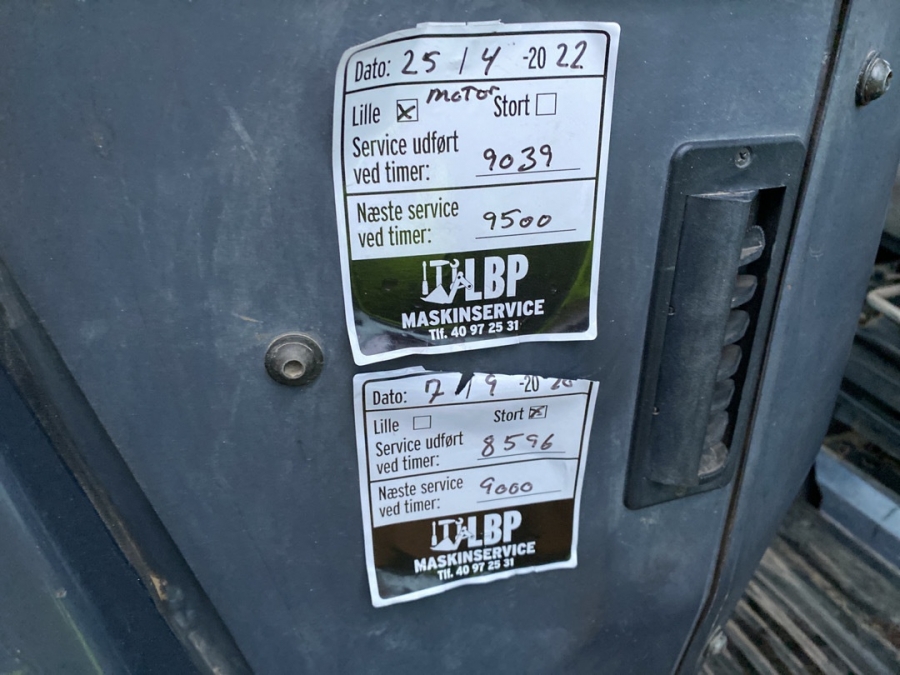 Dato: 25 / 4 -20 22
Lille ☒ motor Stort ☐
Service udført
ved timer: 9039
Næste service
ved timer: 9500
LBP
MASKINSERVICE
Tlf. 40 97 25 31
Dato: 7 / 9 -20 20
Lille ☐ Stort ☒
Service udført
ved timer: 8596
Næste service
ved timer: 9000
LBP
MASKINSERVICE
Tlf. 40 97 25 31